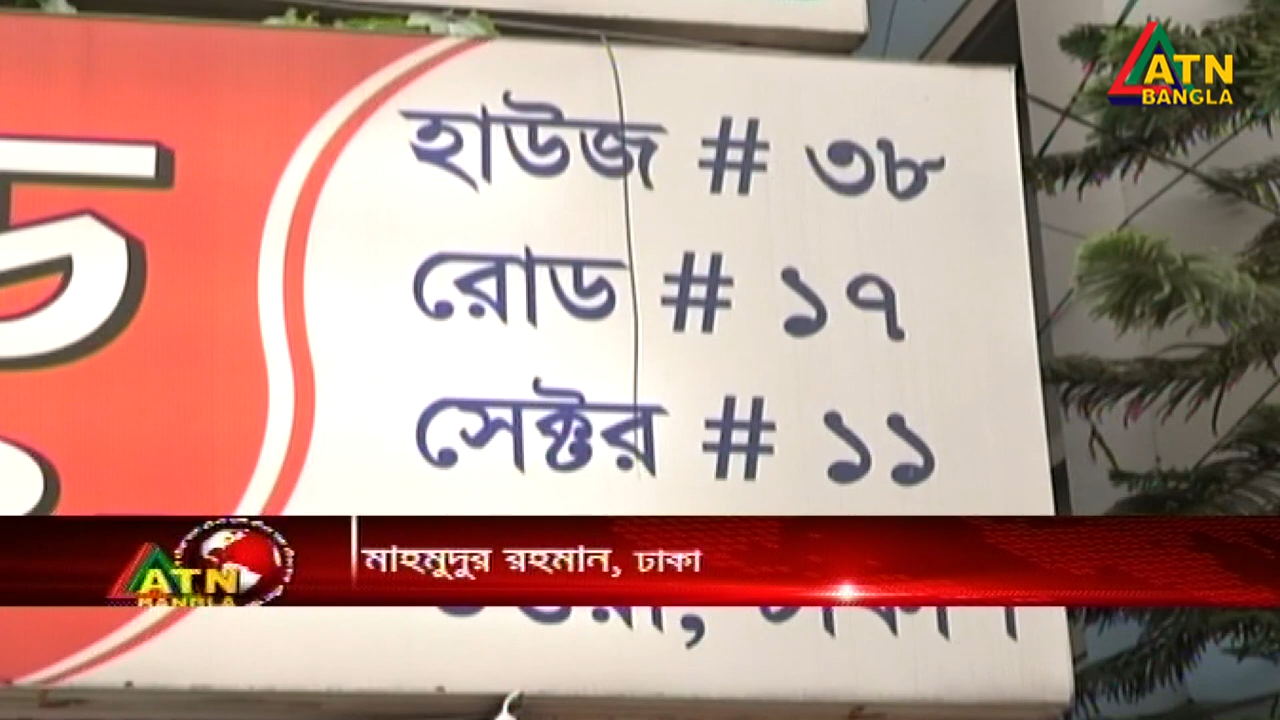 ATN
BANGLA
হাউজ # ৩৮
রোড # ১৭
সেক্টর # ১১
ATN
BANGLA
মাহমুদুর রহমান, ঢাকা